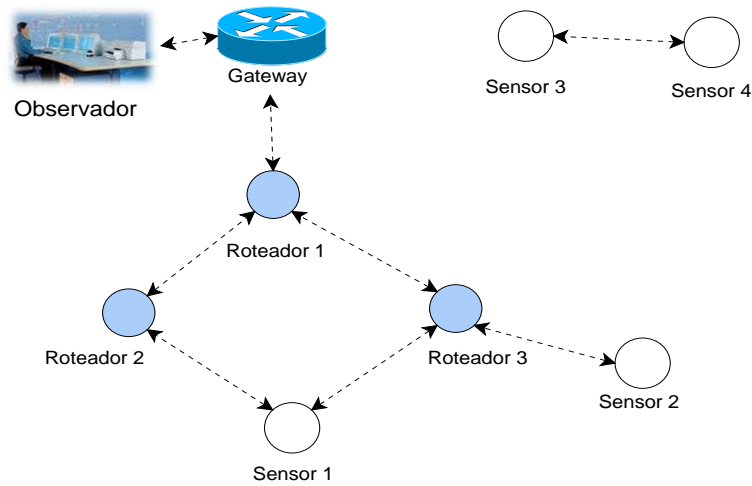 Gateway
Observador
Sensor 3
Sensor 4
Roteador 1
Roteador 2
Roteador 3
Sensor 2
Sensor 1